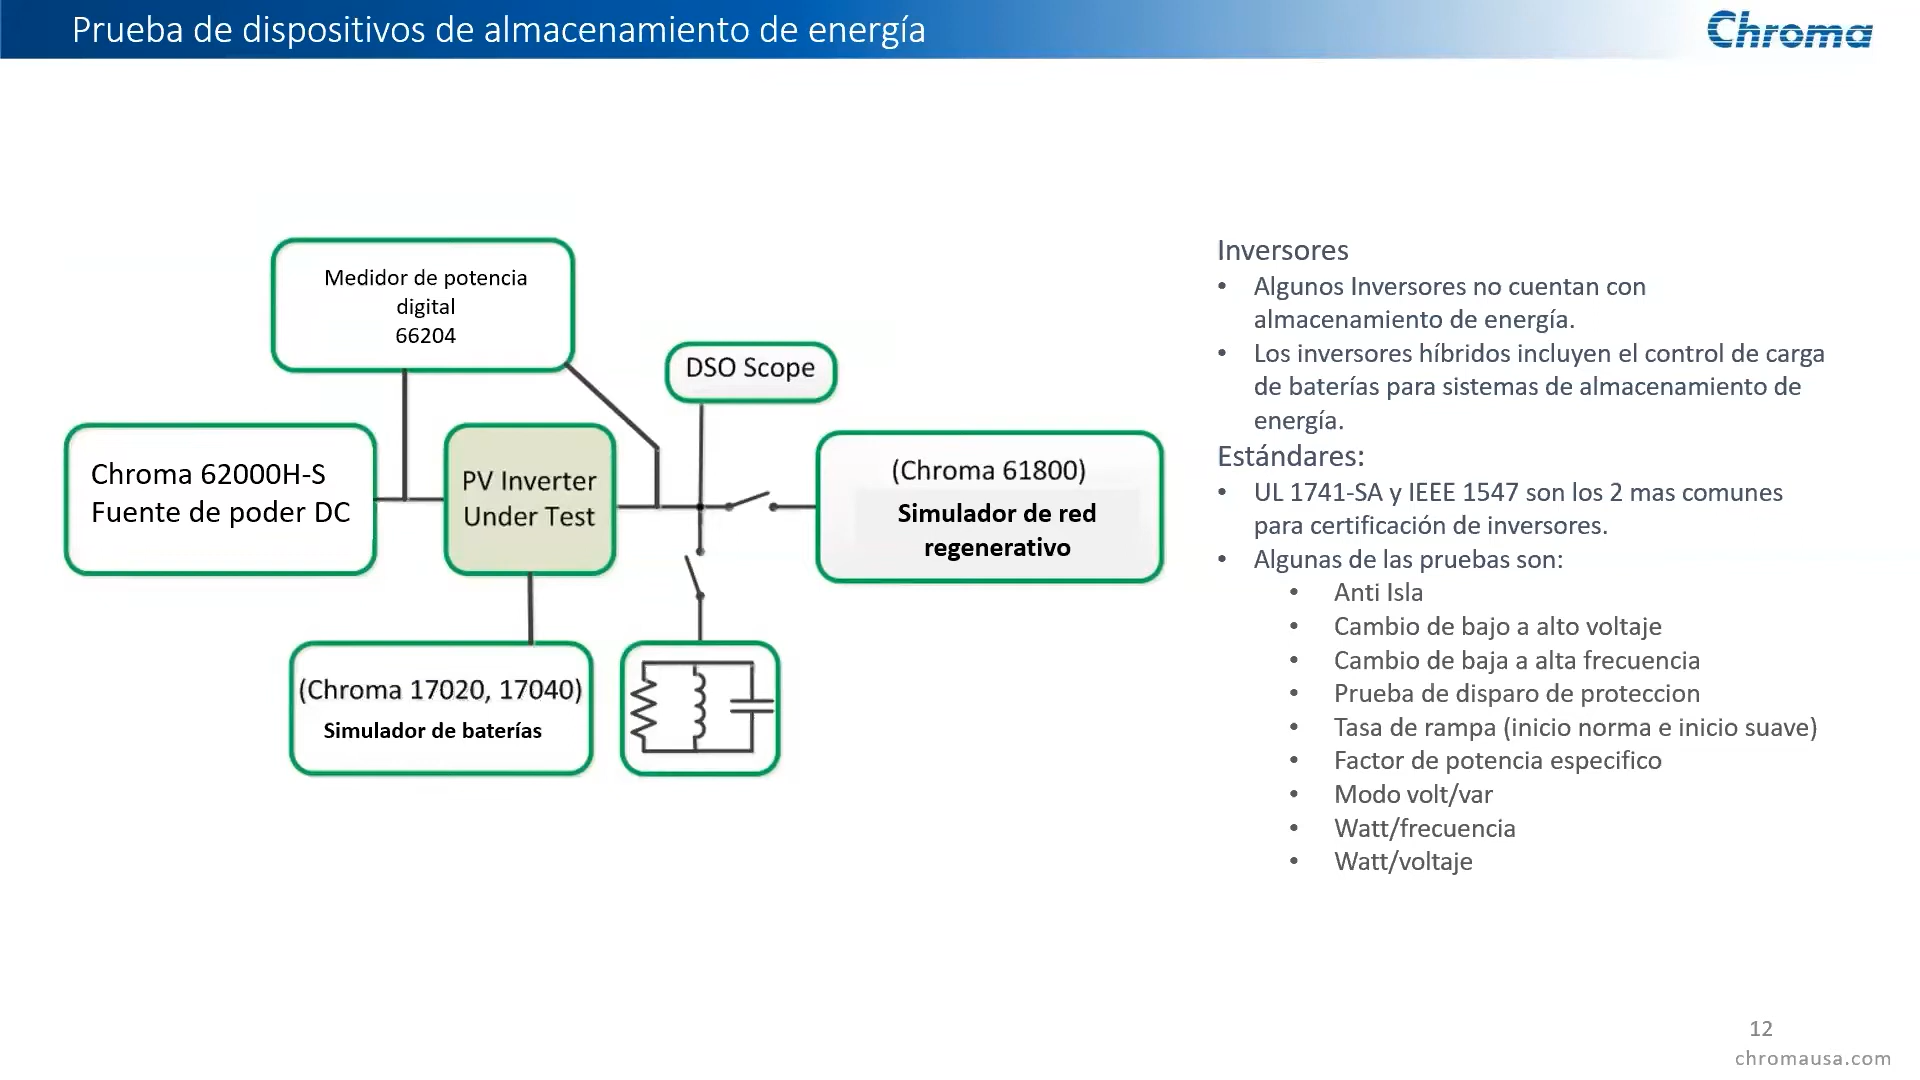 Prueba de dispositivos de almacenamiento de energía
Chroma
Medidor de potencia
digital
66204
DSO Scope
Chroma 62000H-S
Fuente de poder DC
PV Inverter
Under Test
(Chroma 61800)
Simulador de red
regenerativo
(Chroma 17020, 17040)
Simulador de baterías
Inversores
• Algunos Inversores no cuentan con
almacenamiento de energía.
• Los inversores híbridos incluyen el control de carga
de baterías para sistemas de almacenamiento de
energía.
Estándares:
• UL 1741-SA y IEEE 1547 son los 2 mas comunes
para certificación de inversores.
• Algunas de las pruebas son:
• Anti Isla
• Cambio de bajo a alto voltaje
• Cambio de baja a alta frecuencia
• Prueba de disparo de proteccion
• Tasa de rampa (inicio norma e inicio suave)
• Factor de potencia especifico
• Modo volt/var
• Watt/frecuencia
• Watt/voltaje
12
chromausa.com